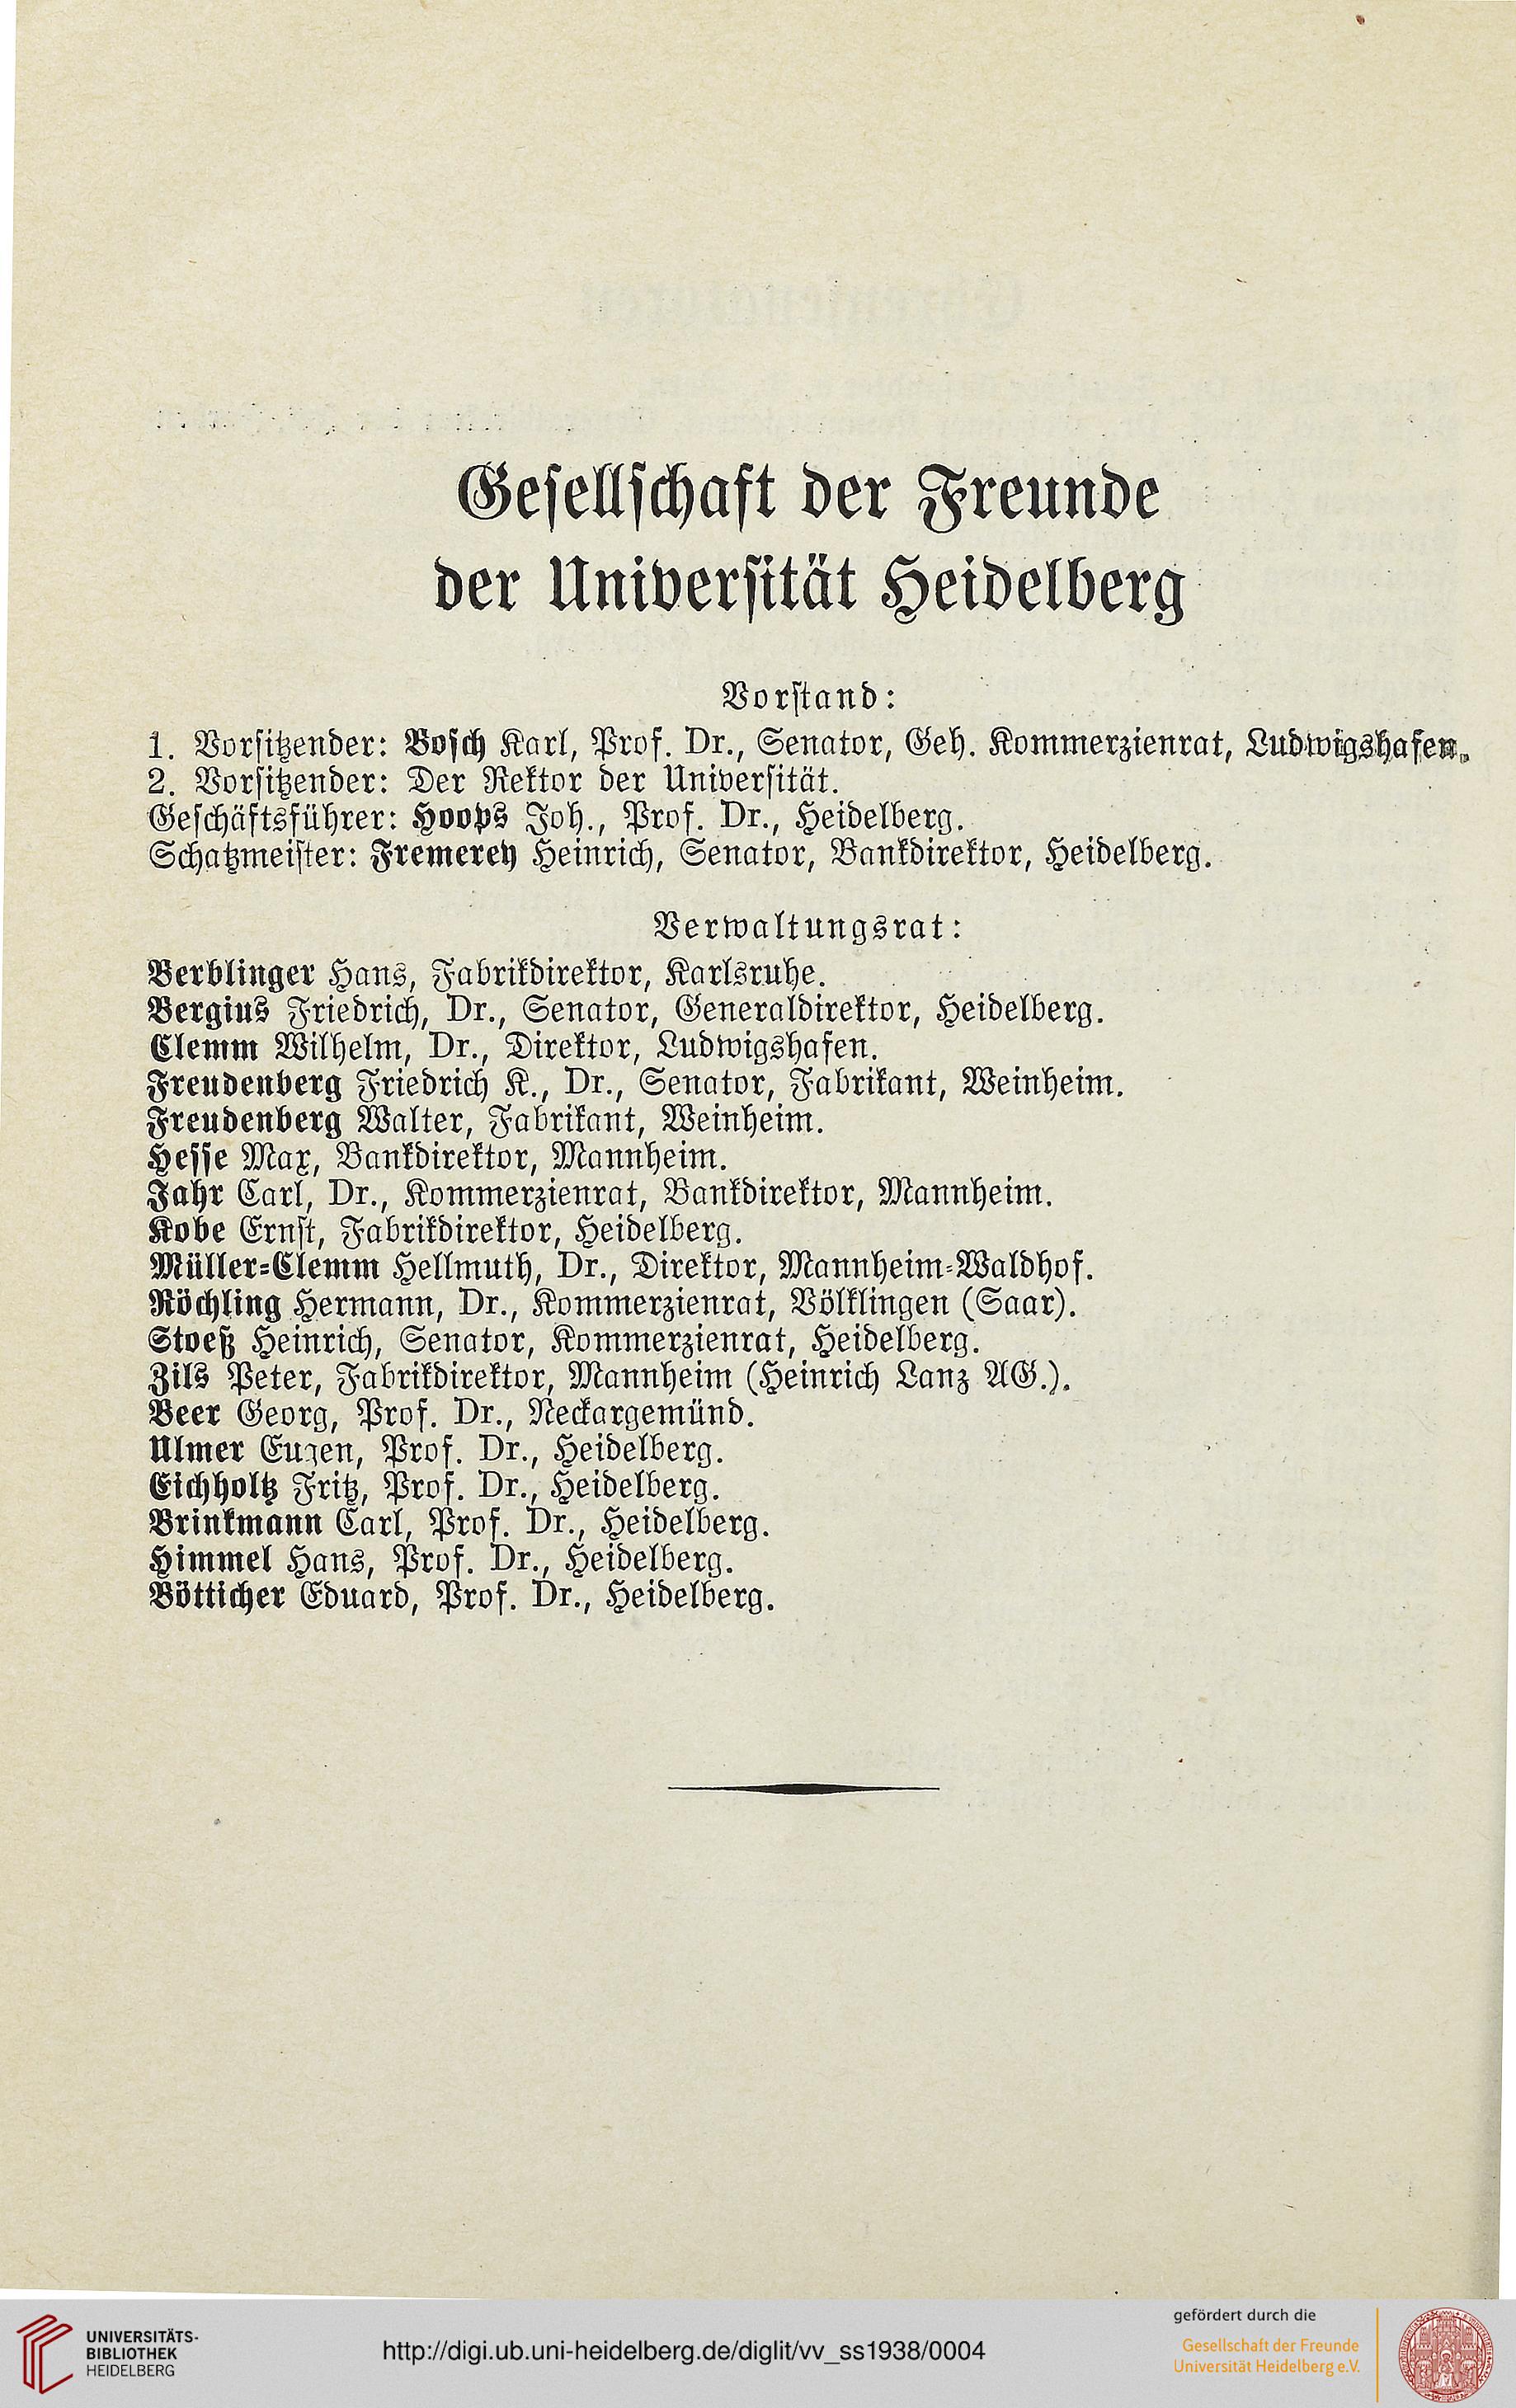 Gesellschaft der Freunde
der Universität Heidelberg
Vorstand:
1. Vorsitzender: Bosch Karl, Prof. Dr., Senator, Geh. Kommerzienrat, Ludwigshafen.
2. Vorsitzender: Der Rektor der Universität.
Geschäftsführer: Hoops Joh., Prof. Dr., Heidelberg.
Schatzmeister: Fremerey Heinrich, Senator, Bankdirektor, Heidelberg.
Verwaltungsrat:
Berblinger Hans, Fabrikdirektor, Karlsruhe.
Bergius Friedrich, Dr., Senator, Generaldirektor, Heidelberg.
Clemm Wilhelm, Dr., Direktor, Ludwigshafen.
Freudenberg Friedrich K., Dr., Senator, Fabrikant, Weinheim.
Freudenberg Walter, Fabrikant, Weinheim.
Hesse Max, Bankdirektor, Mannheim.
Jahr Carl, Dr., Kommerzienrat, Bankdirektor, Mannheim.
Kobe Ernst, Fabrikdirektor, Heidelberg.
Müller-Clemm Hellmuth, Dr., Direktor, Mannheim-Waldhof.
Röchling Hermann, Dr., Kommerzienrat, Völklingen (Saar).
Stoeß Heinrich, Senator, Kommerzienrat, Heidelberg.
Zils Peter, Fabrikdirektor, Mannheim (Heinrich Lanz AG.).
Beer Georg, Prof. Dr., Neckargemünd.
Ulmer Eugen, Prof. Dr., Heidelberg.
Eichholtz Fritz, Prof. Dr., Heidelberg.
Brinkmann Carl, Prof. Dr., Heidelberg.
Himmel Hans, Prof. Dr., Heidelberg.
Bötticher Eduard, Prof. Dr., Heidelberg.
UNIVERSITÄTS-
BIBLIOTHEK
HEIDELBERG
http://digi.ub.uni-heidelberg.de/diglit/vv_ss1938/0004
gefördert durch die
Gesellschaft der Freunde
Universität Heidelberg e.V.